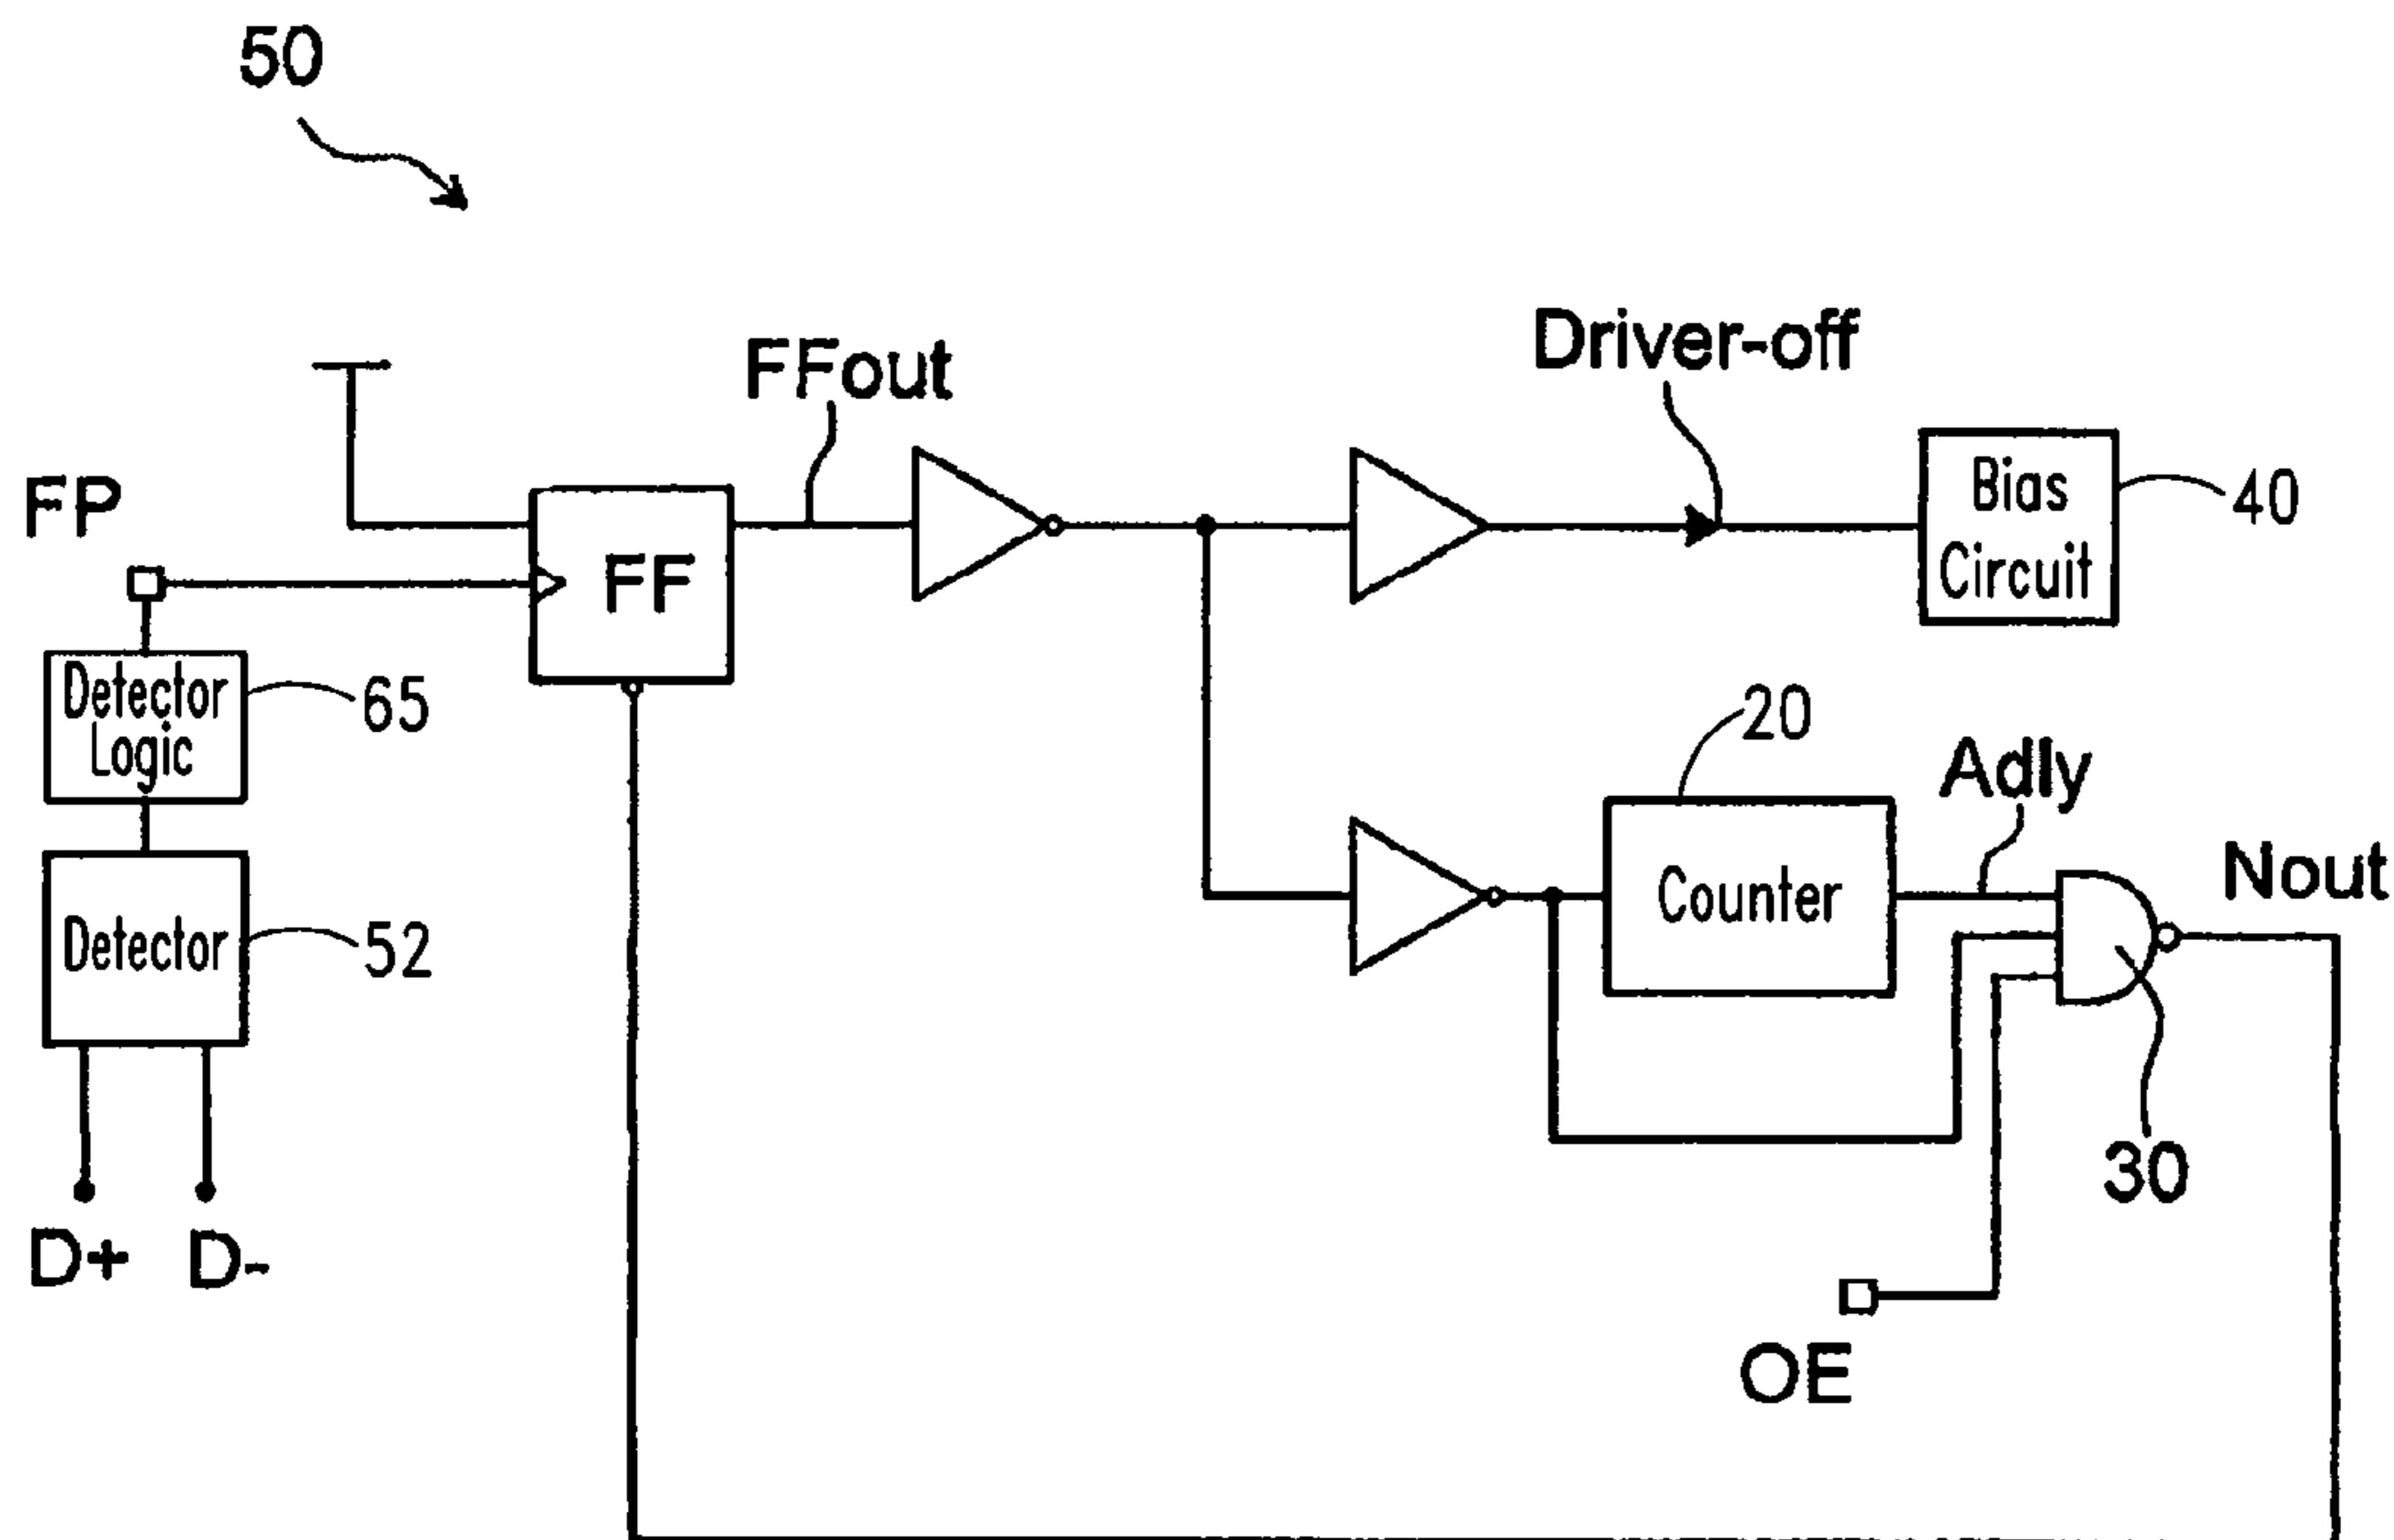 50
FFout
Driver-off
FP
FF
Bias
Circuit
40
Detector
Logic
65
20
Adly
Nout
Counter
Detector
52
30
D+
D-
OE